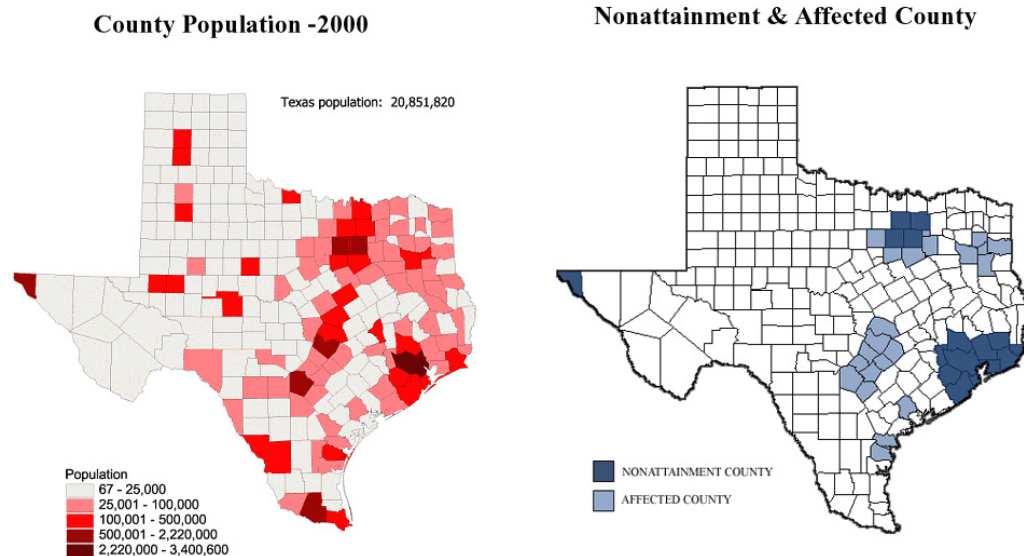 County Population -2000
Texas population: 20,851,820
Population
67 - 25,000
25,001 - 100,000
100,001 - 500,000
500,001 - 2,220,000
2,220,000 - 3,400,600
Nonattainment & Affected County
NONATTAINMENT COUNTY
AFFECTED COUNTY